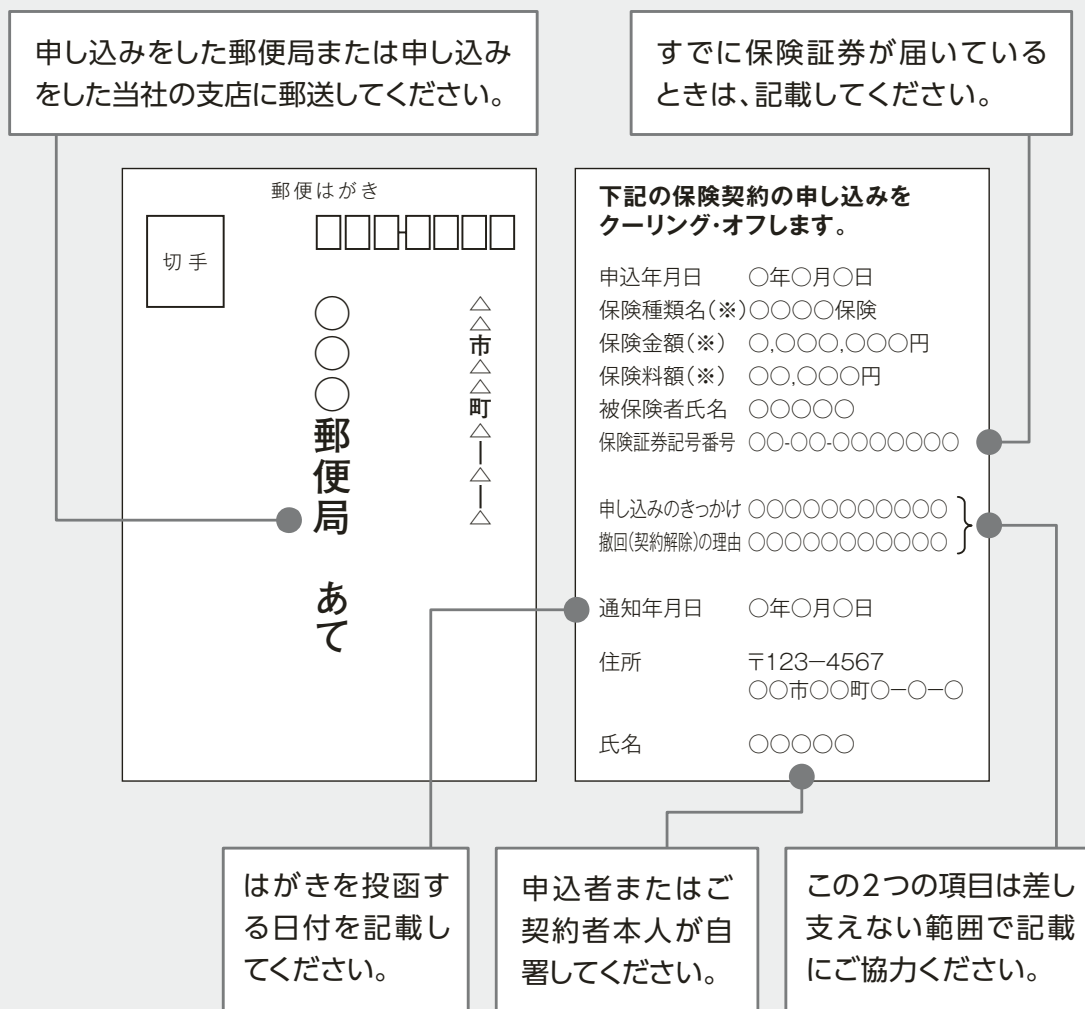 申し込みをした郵便局または申し込み
をした当社の支店に郵送してください。
すでに保険証券が届いている
ときは、記載してください。
郵便はがき
切手
△△市△△町△―△―△
〇〇〇郵便局 あて
下記の保険契約の申し込みを
クーリング・オフします。
申込年月日 〇年〇月〇日
保険種類名(※)〇〇〇〇保険
保険金額(※) 〇,〇〇〇,〇〇〇円
保険料額(※) 〇〇,〇〇〇円
被保険者氏名 〇〇〇〇〇
保険証券記号番号 〇〇-〇〇-〇〇〇〇〇〇〇
申し込みのきっかけ 〇〇〇〇〇〇〇〇〇〇〇
撤回(契約解除)の理由 〇〇〇〇〇〇〇〇〇〇〇
通知年月日 〇年〇月〇日
住所 〒123−4567
〇〇市〇〇町〇−〇−〇
氏名 〇〇〇〇〇
はがきを投函す
る日付を記載し
てください。
申込者またはご
契約者本人が自
署してください。
この2つの項目は差し
支えない範囲で記載
にご協力ください。